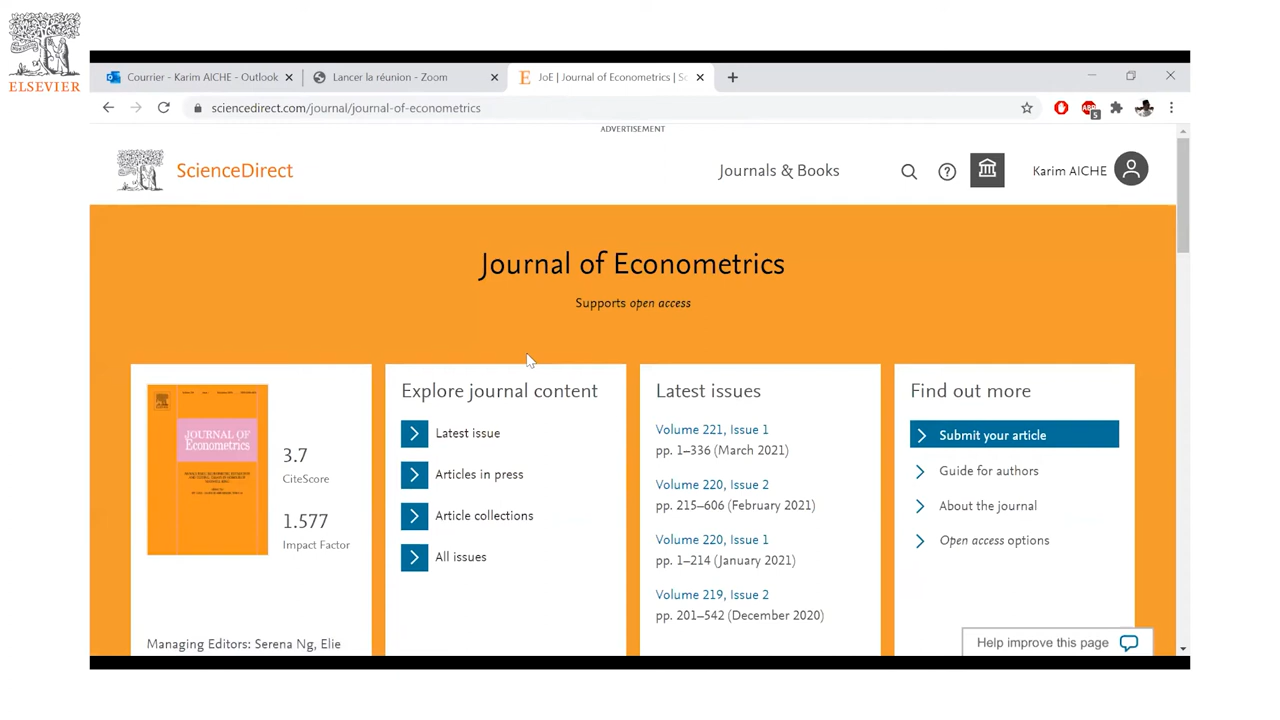 ELSEVIER
Courrier - Karim AICHE - Outlook
Lancer la réunion - Zoom
JoE | Journal of Econometrics | Sc
sciencedirect.com/journal/journal-of-econometrics
ADVERTISEMENT
ScienceDirect
Journals & Books
Karim AICHE
Journal of Econometrics
Supports open access
JOURNAL OF
Econometrics
3.7
CiteScore
1.577
Impact Factor
Managing Editors: Serena Ng, Elie
Explore journal content
Latest issue
Articles in press
Article collections
All issues
Latest issues
Volume 221, Issue 1
pp. 1–336 (March 2021)
Volume 220, Issue 2
pp. 215–606 (February 2021)
Volume 220, Issue 1
pp. 1–214 (January 2021)
Volume 219, Issue 2
pp. 201–542 (December 2020)
Find out more
Submit your article
Guide for authors
About the journal
Open access options
Help improve this page